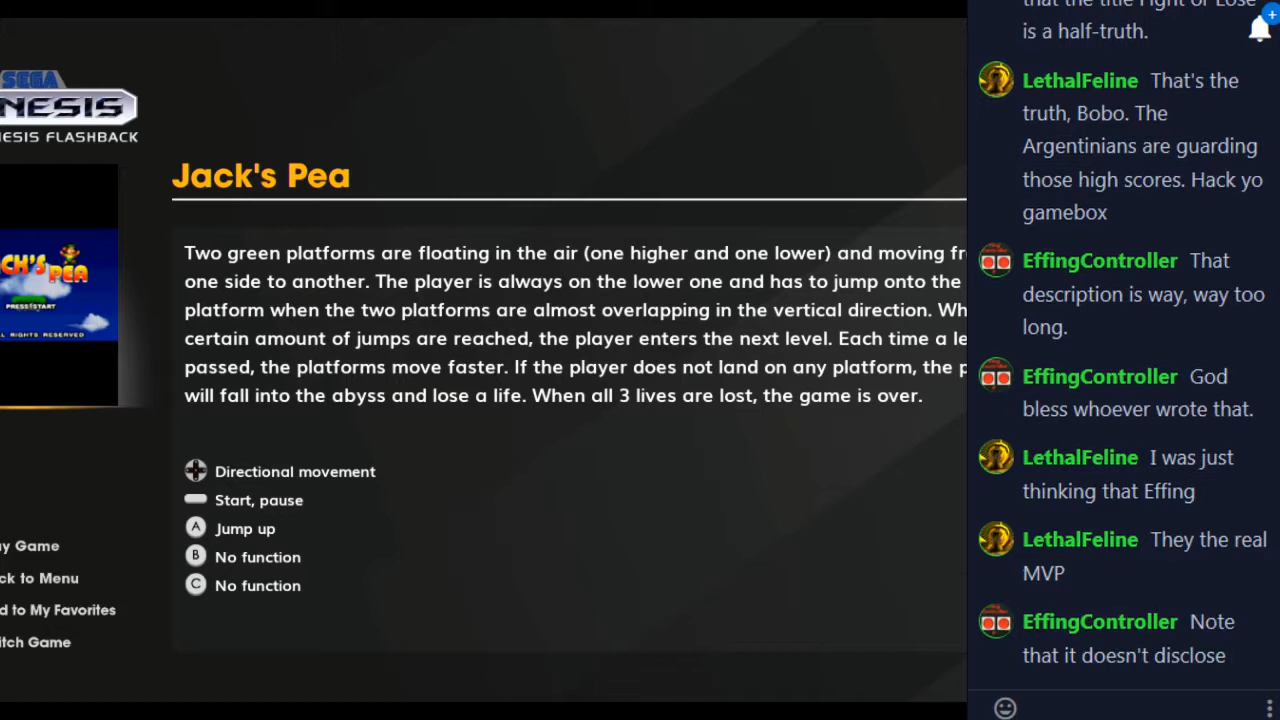 SEGA
NESIS
NESIS FLASHBACK
CH'S
PEA
PRESS START
ALL RIGHTS RESERVED
Jack's Pea
Two green platforms are floating in the air (one higher and one lower) and moving fr
one side to another. The player is always on the lower one and has to jump onto the
platform when the two platforms are almost overlapping in the vertical direction. Wh
certain amount of jumps are reached, the player enters the next level. Each time a le
passed, the platforms move faster. If the player does not land on any platform, the p
will fall into the abyss and lose a life. When all 3 lives are lost, the game is over.
Directional movement
Start, pause
A Jump up
B No function
C No function
ay Game
ck to Menu
d to My Favorites
itch Game
that the title Fight or Lose
is a half-truth.
LethalFeline That's the
truth, Bobo. The
Argentinians are guarding
those high scores. Hack yo
gamebox
EffingController That
description is way, way too
long.
EffingController God
bless whoever wrote that.
LethalFeline I was just
thinking that Effing
LethalFeline They the real
MVP
EffingController Note
that it doesn't disclose